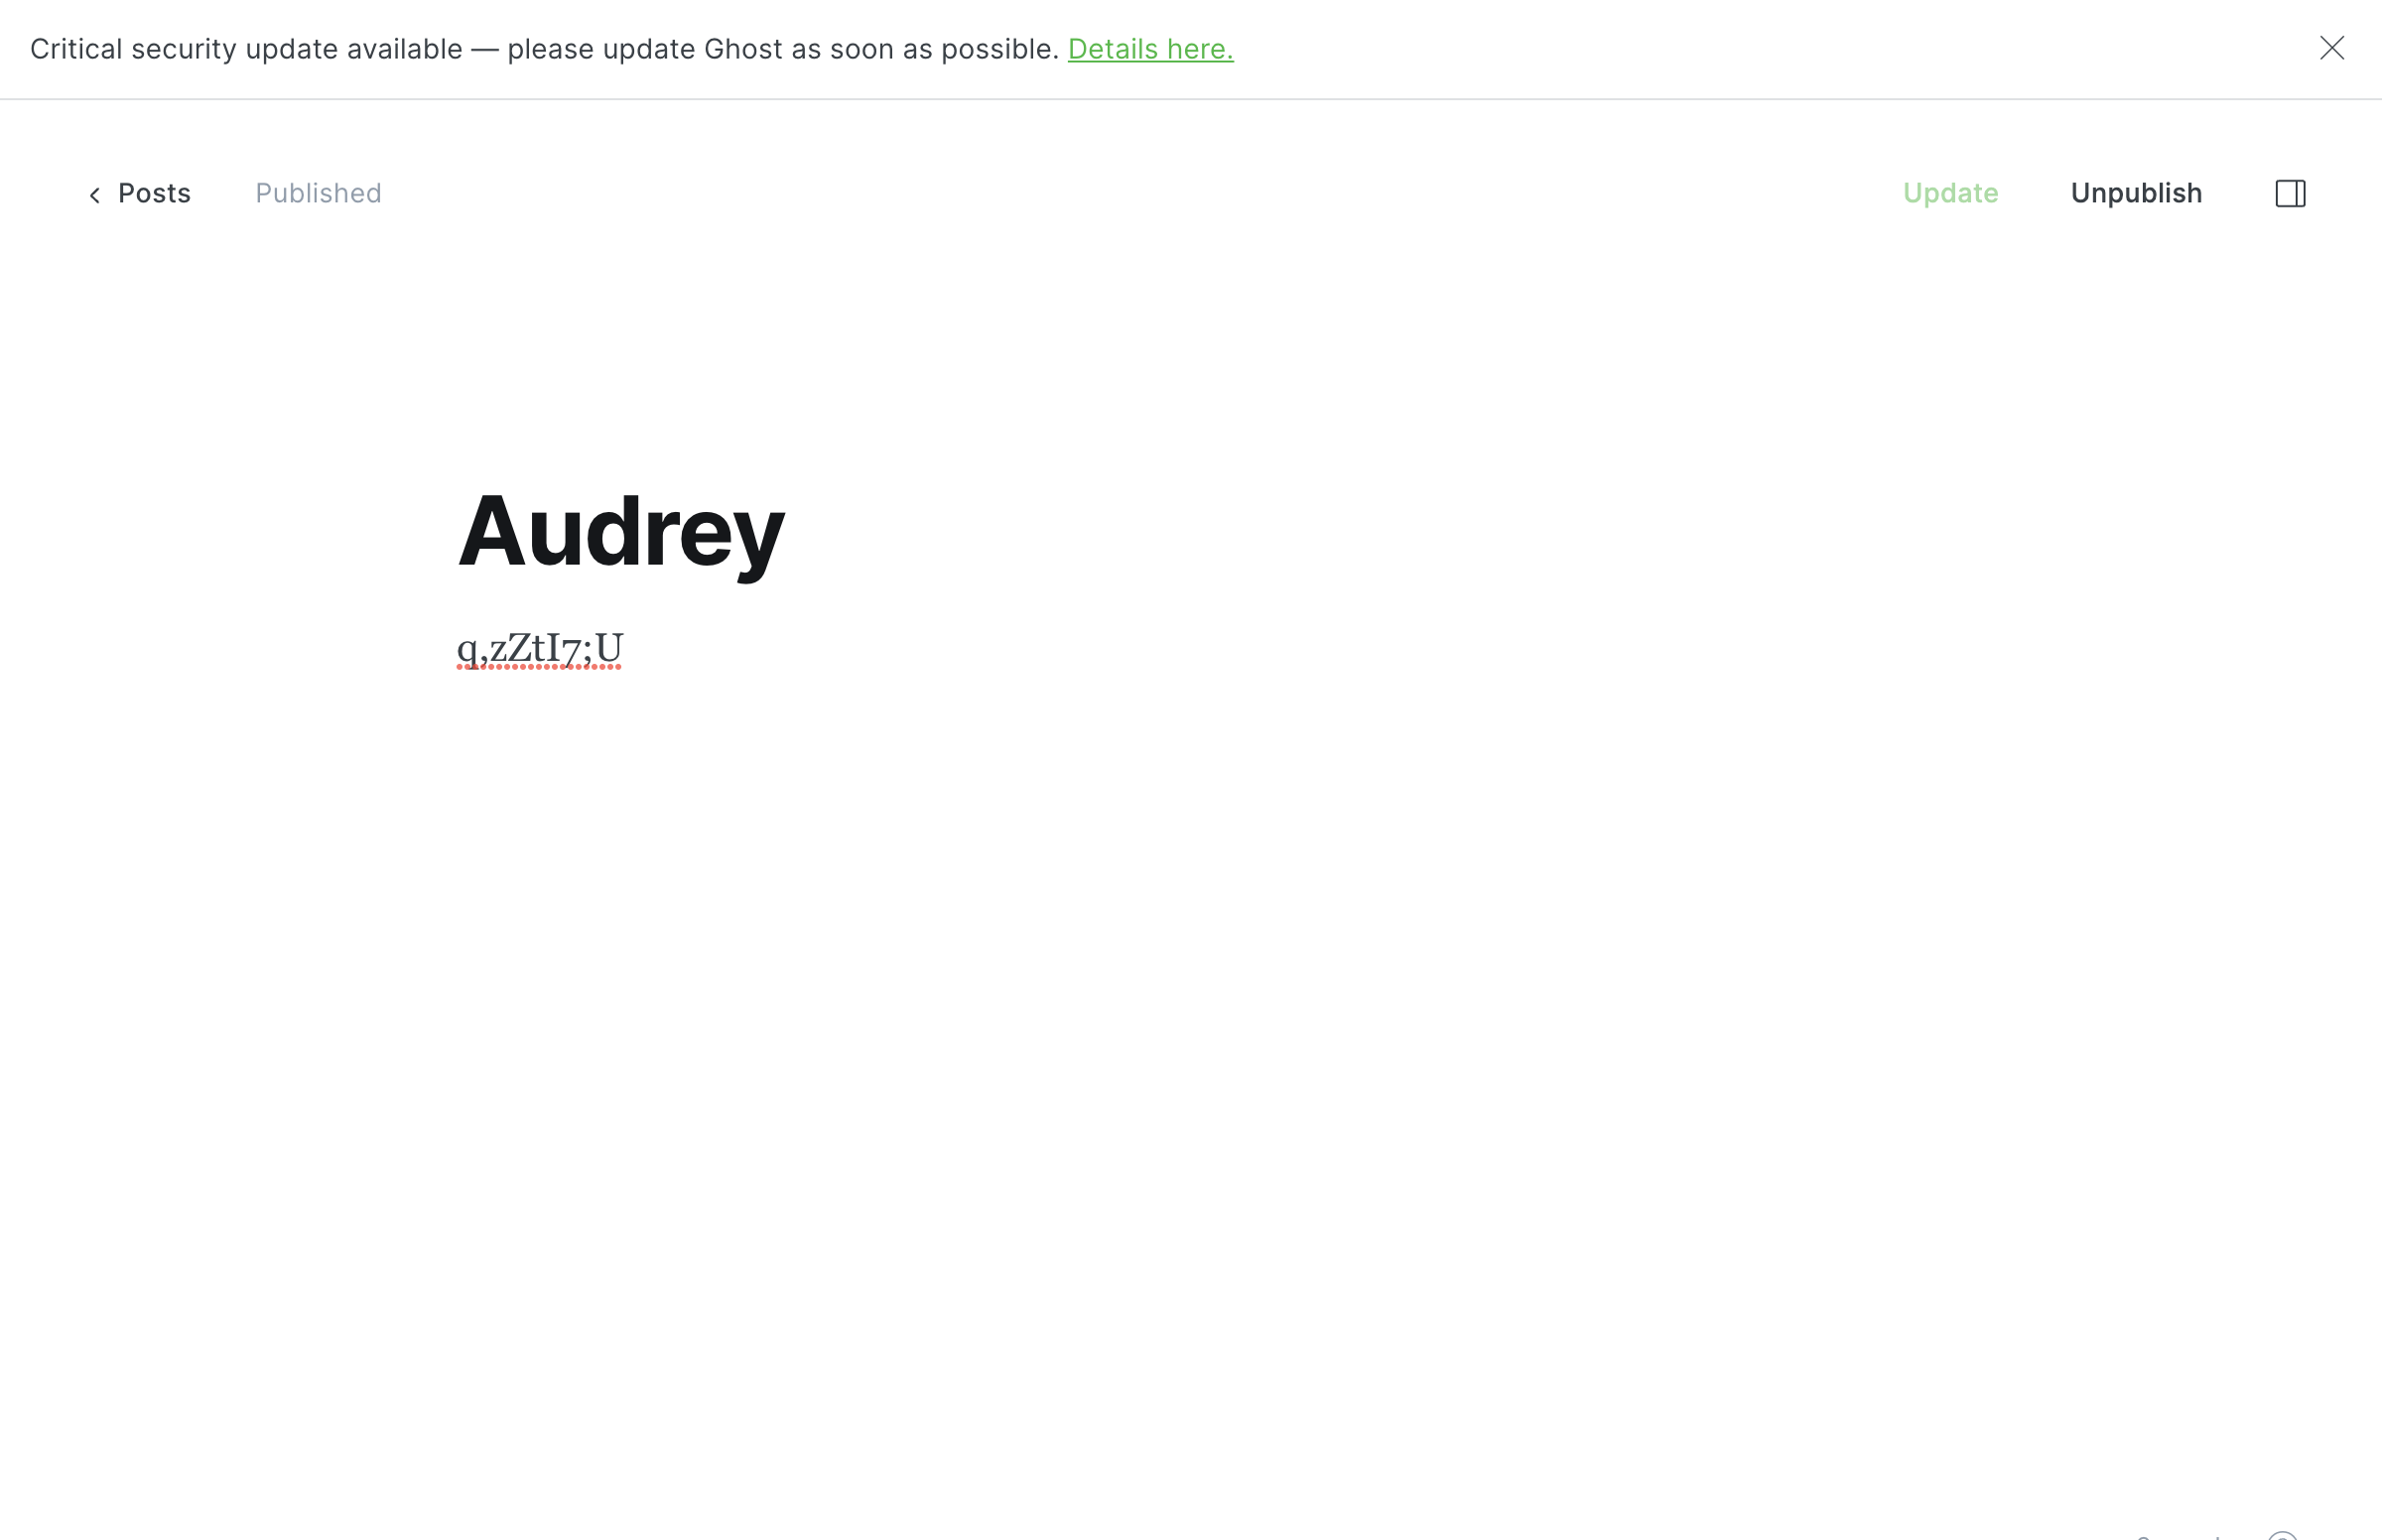 Critical security update available — please update Ghost as soon as possible. Details here.
Posts Published Update Unpublish
Audrey
q,zZtI7;U